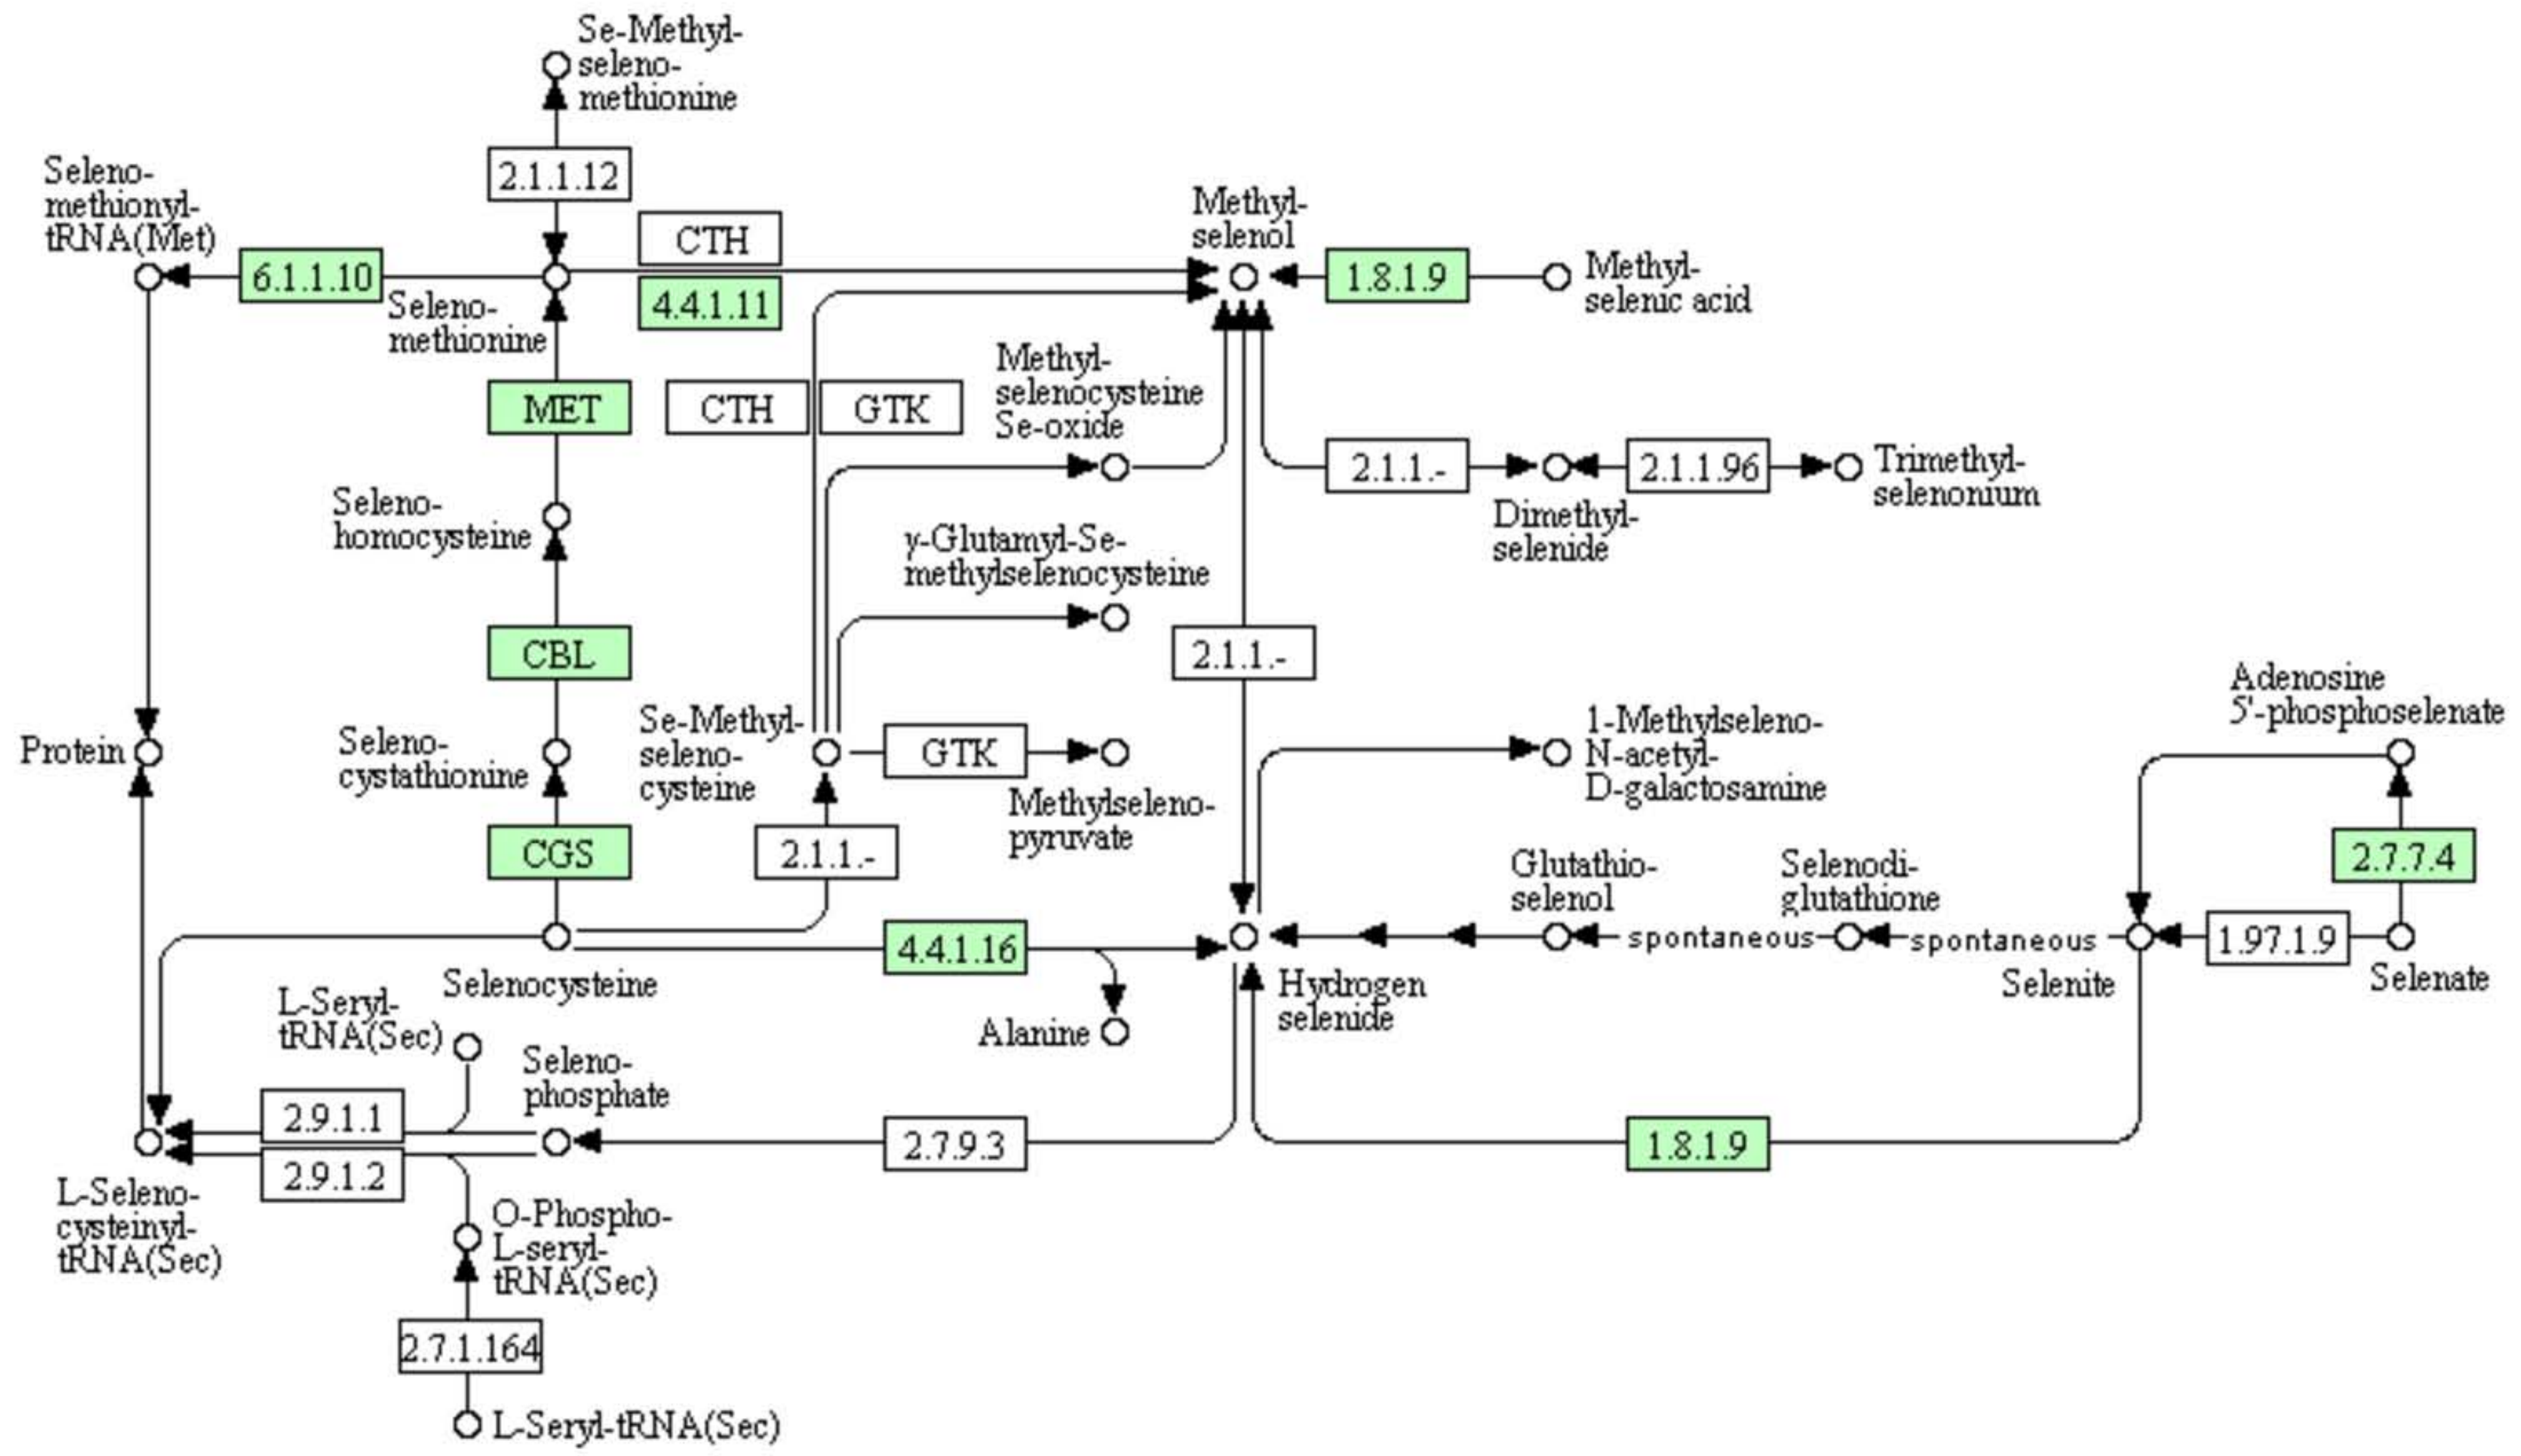 Se-Methyl-
seleno-
methionine
2.1.1.12
Seleno-
methionyl-
tRNA(Met)
6.1.1.10
Seleno-
methionine
CTH
4.4.1.11
Methyl-
selenol
1.8.1.9
Methyl-
selenic acid
MET
CTH
GTK
Methyl-
selenocysteine
Se-oxide
2.1.1.-
2.1.1.96
Trimethyl-
selenonium
Dimethyl-
selenide
Seleno-
homocysteine
γ-Glutamyl-Se-
methylselenocysteine
CBL
2.1.1.-
Protein
Seleno-
cystathionine
Se-Methyl-
seleno-
cysteine
GTK
Methylseleno-
pyruvate
1-Methylseleno-
N-acetyl-
D-galactosamine
Adenosine
5'-phosphoselenate
CGS
2.1.1.-
2.7.7.4
Glutathio-
selenol
Selenodi-
glutathione
4.4.1.16
spontaneous
spontaneous
1.97.1.9
Selenocysteine
Hydrogen
selenide
Selenite
Selenate
L-Seryl-
tRNA(Sec)
Alanine
Seleno-
phosphate
2.9.1.1
2.9.1.2
2.7.9.3
1.8.1.9
L-Seleno-
cysteinyl-
tRNA(Sec)
O-Phospho-
L-seryl-
tRNA(Sec)
2.7.1.164
L-Seryl-tRNA(Sec)